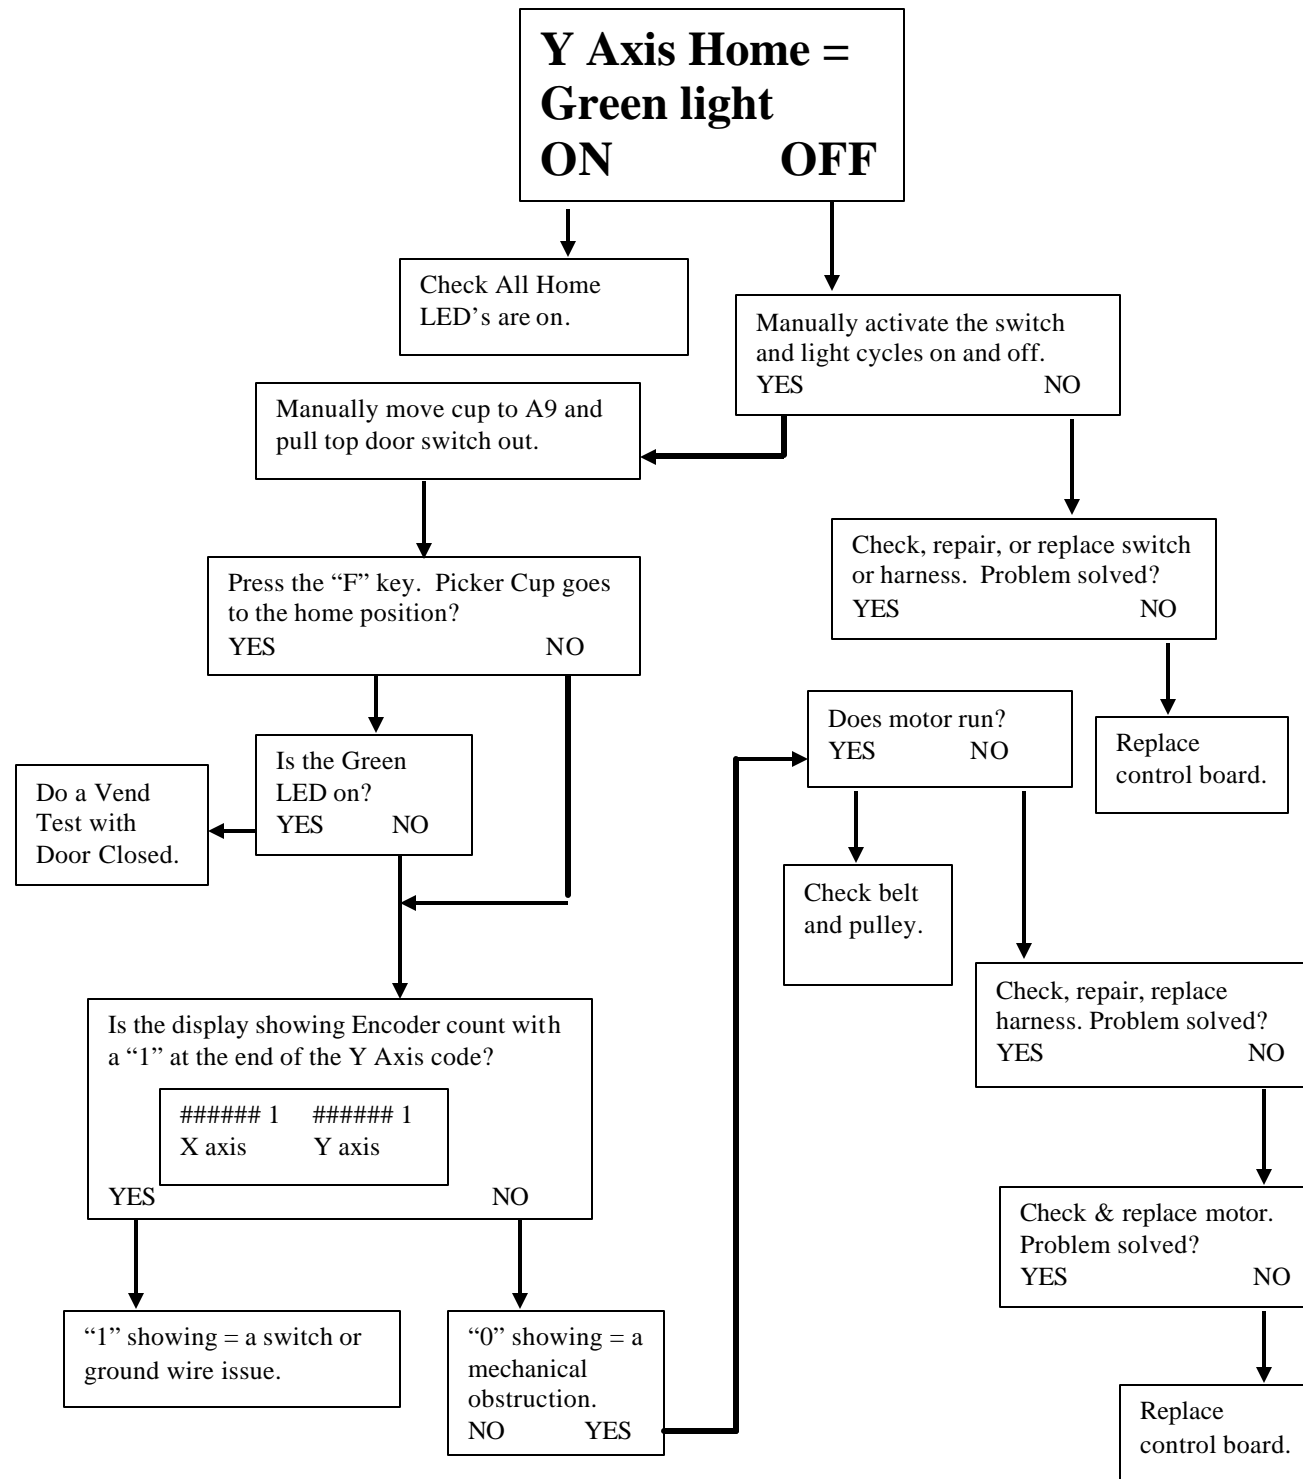 Y Axis Home =
Green light
ON OFF
Check All Home
LED’s are on.
Manually activate the switch
and light cycles on and off.
YES NO
Manually move cup to A9 and
pull top door switch out.
Check, repair, or replace switch
or harness. Problem solved?
YES NO
Press the “F” key. Picker Cup goes
to the home position?
YES NO
Does motor run?
YES NO
Replace
control board.
Is the Green
LED on?
YES NO
Do a Vend
Test with
Door Closed.
Check belt
and pulley.
Check, repair, replace
harness. Problem solved?
YES NO
Is the display showing Encoder count with
a “1” at the end of the Y Axis code?
###### 1 ###### 1
X axis Y axis
YES NO
Check & replace motor.
Problem solved?
YES NO
“1” showing = a switch or
ground wire issue.
“0” showing = a
mechanical
obstruction.
NO YES
Replace
control board.